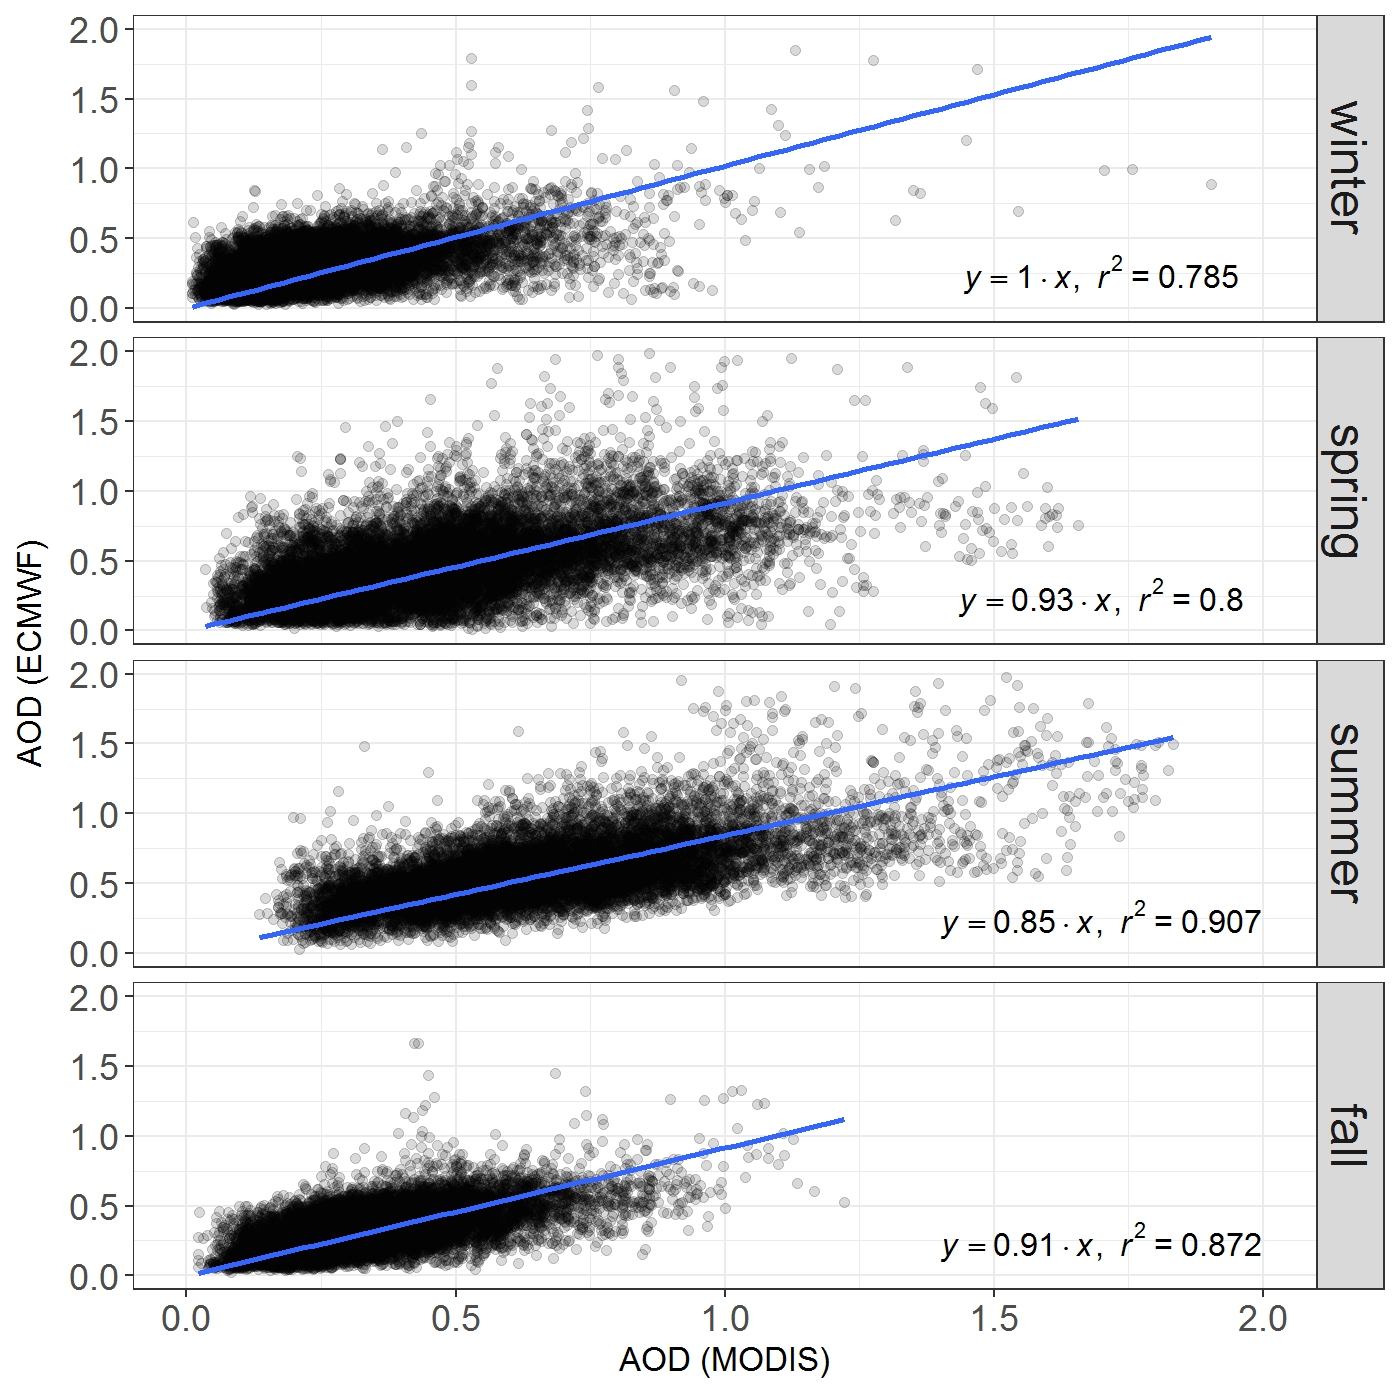 AOD (ECMWF)
2.0
1.5
1.0
0.5
0.0
y = 1 · x, r² = 0.785
winter
2.0
1.5
1.0
0.5
0.0
y = 0.93 · x, r² = 0.8
spring
2.0
1.5
1.0
0.5
0.0
y = 0.85 · x, r² = 0.907
summer
2.0
1.5
1.0
0.5
0.0
y = 0.91 · x, r² = 0.872
fall
0.0 0.5 1.0 1.5 2.0
AOD (MODIS)